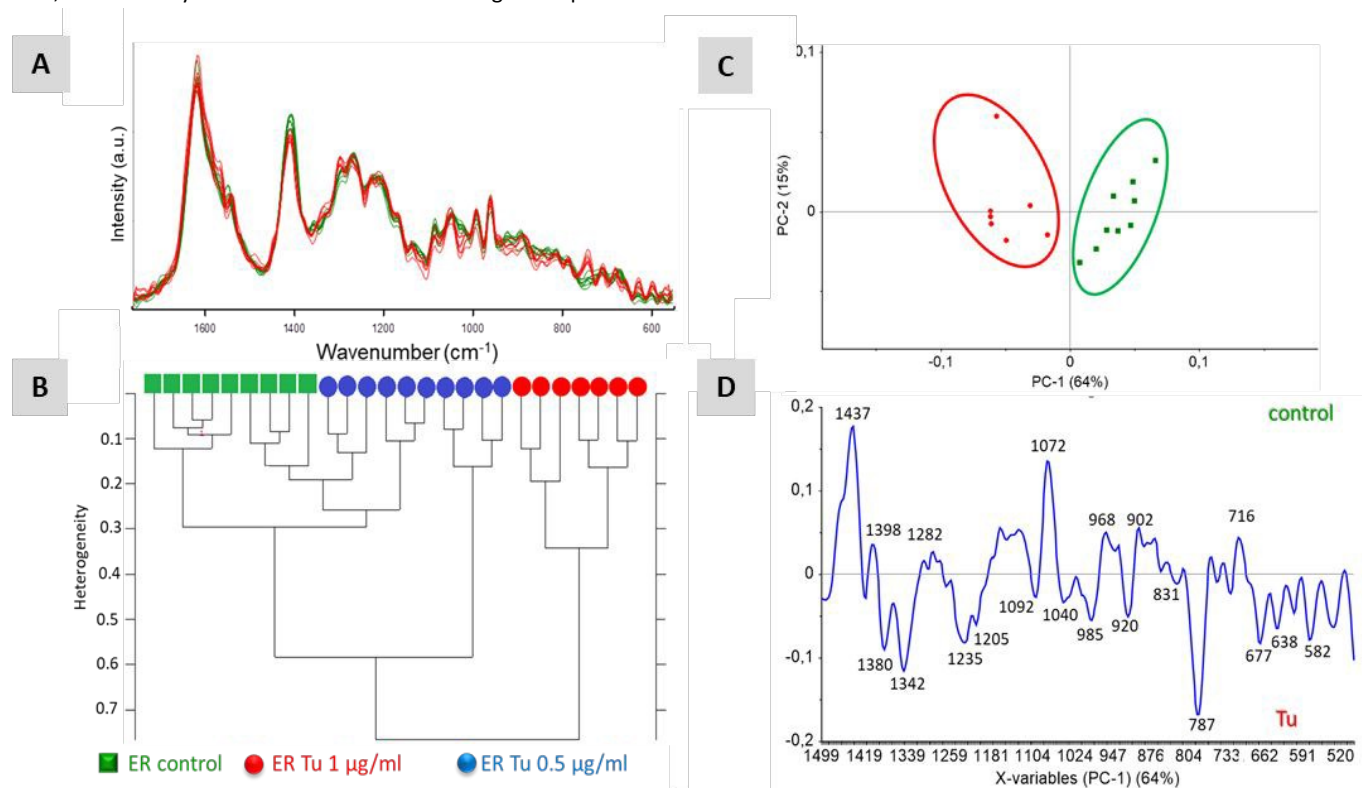 A
Intensity (a.u.)
1600 1400 1200 1000 800 600
Wavenumber (cm-1)
B
Heterogeneity
0.1
0.2
0.3
0.4
0.5
0.6
0.7
ER control ER Tu 1 µg/ml ER Tu 0.5 µg/ml
C
0,1
0
PC-2 (15%)
-0,1 0 0,1
PC-1 (64%)
D
control
0,2
0,1
0
-0,1
-0,2
1437
1398
1282
1072
968
902
716
1380
1342
1235
1205
1092
1040
985
920
831
787
677
638
582
Tu
1499 1419 1339 1259 1181 1104 1024 947 876 804 733 662 591 520
X-variables (PC-1) (64%)